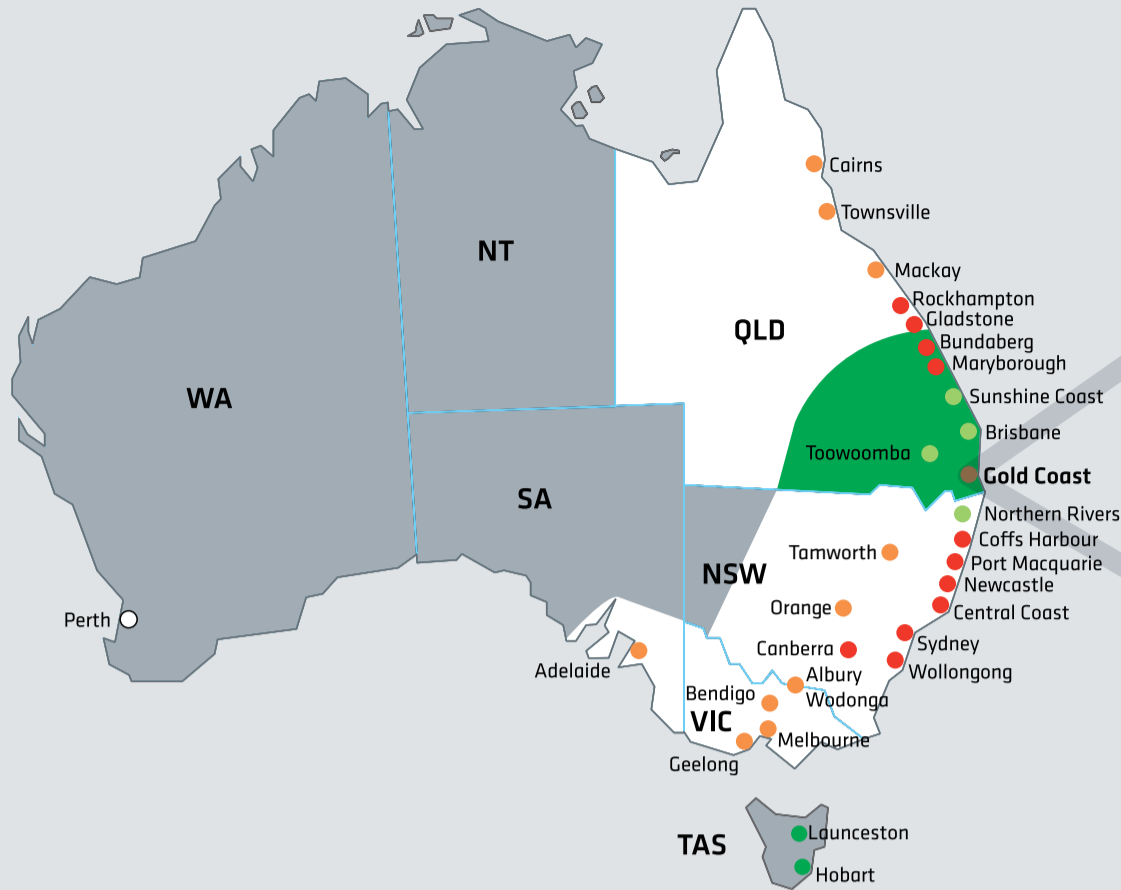 Cairns
Townsville
NT
Mackay
Rockhampton
Gladstone
QLD
Bundaberg
Maryborough
WA
Sunshine Coast
Brisbane
Toowoomba
Gold Coast
SA
Northern Rivers
Coffs Harbour
Tamworth
Port Macquarie
NSW
Newcastle
Orange
Central Coast
Perth
Sydney
Canberra
Adelaide
Wollongong
Albury
Wodonga
Bendigo
VIC
Melbourne
Geelong
Launceston
TAS
Hobart